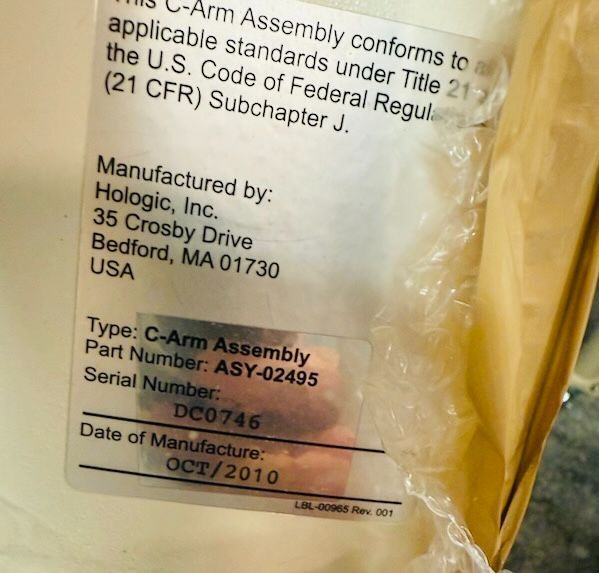 C-Arm Assembly conforms to
applicable standards under Title 21
the U.S. Code of Federal
(21 CFR) Subchapter J.
Manufactured by:
Hologic, Inc.
35 Crosby Drive
Bedford, MA 01730
USA
Type: C-Arm Assembly
Part Number: ASY-02495
Serial Number:
DC0746
Date of Manufacture:
OCT/2010
LBL-00965 Rev. 001